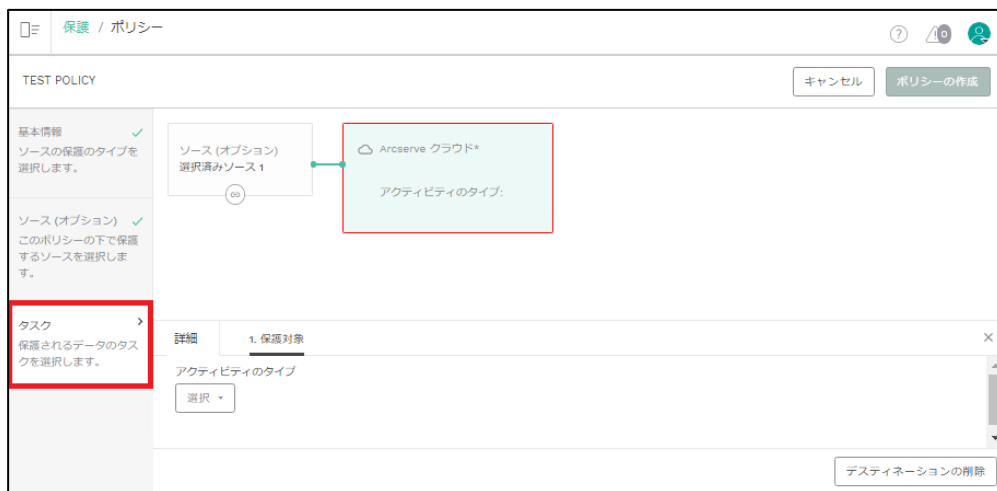 保護 / ポリシー
? 0
TEST POLICY
キャンセル
ポリシーの作成
基本情報
ソースの保護のタイプを
選択します。
ソース (オプション)
このポリシーの下で保護
するソースを選択しま
す。
タスク
保護されるデータのタス
クを選択します。
ソース (オプション)
選択済みソース 1
Arcserve クラウド*
アクティビティのタイプ:
詳細
1. 保護対象
アクティビティのタイプ
選択
デスティネーションの削除